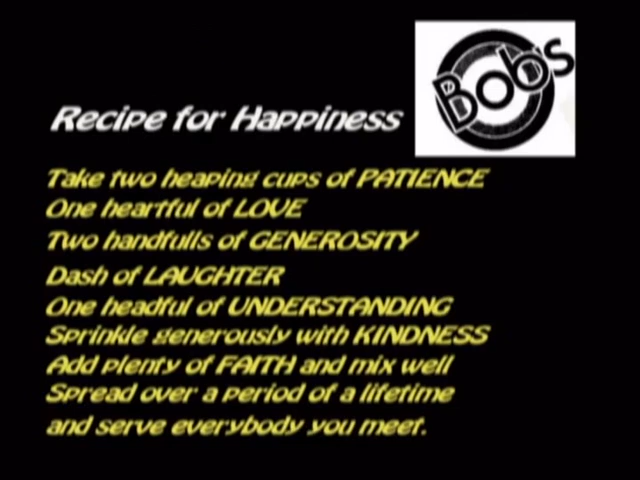 Bob's
Recipe for Happiness
Take two heaping cups of PATIENCE
One heartful of LOVE
Two handfulls of GENEROSITY
Dash of LAUGHTER
One headful of UNDERSTANDING
Sprinkle generously with KINDNESS
Add plenty of FAITH and mix well
Spread over a period of a lifetime
and serve everybody you meet.